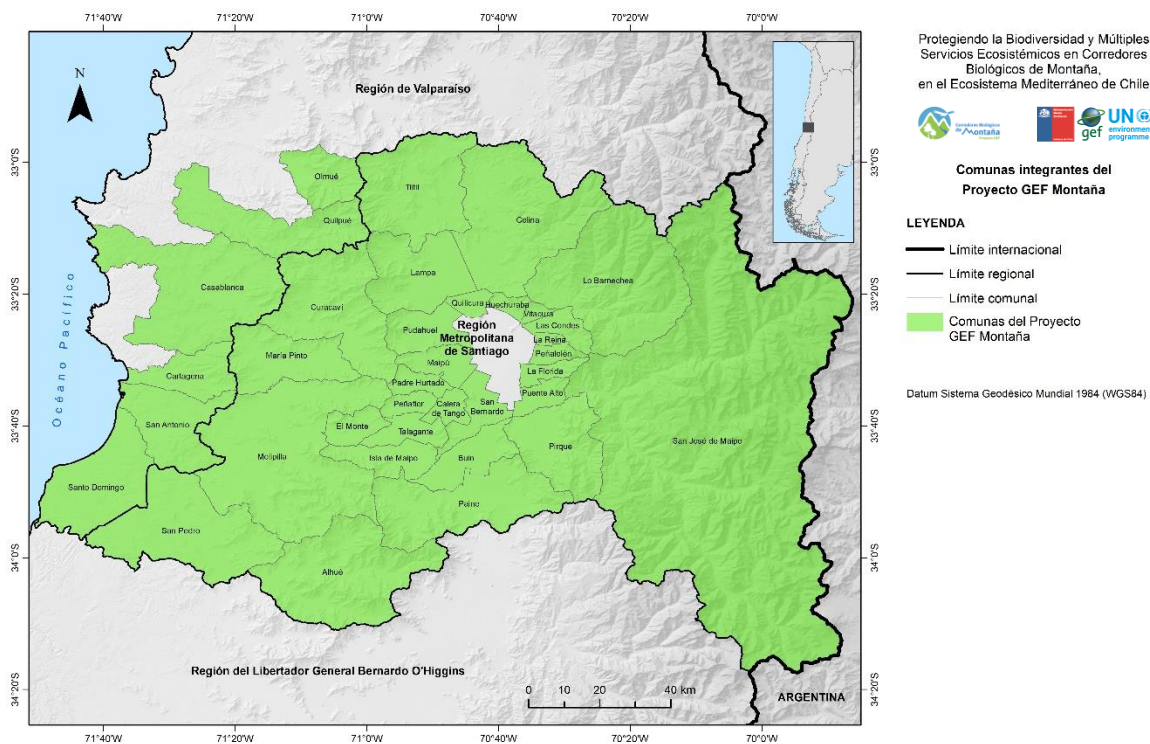 71°40'W
71°20'W
71°0'W
70°40'W
70°20'W
70°0'W
N
Región de Valparaíso
33°0'S
33°0'S
Olmué
Tiltil
Quilpué
Colina
33°20'S
33°20'S
Océano Pacífico
Casablanca
Lampa
Lo Barnechea
Curacaví
Quilicura
Huechuraba
Vitacura
Pudahuel
Región
Metropolitana
de Santiago
Las Condes
La Reina
María Pinto
Peñalolén
Maipú
La Florida
Cartagena
Padre Hurtado
Puente Alto
Peñaflor
Calera
de Tango
San
Bernardo
33°40'S
33°40'S
San Antonio
El Monte
Talagante
San José de Maipo
Pirque
Melipilla
Isla de Maipo
Buin
Santo Domingo
Paine
San Pedro
34°0'S
34°0'S
Alhué
Región del Libertador General Bernardo O'Higgins
34°20'S
34°20'S
0 10 20 40 km
ARGENTINA
71°40'W
71°20'W
71°0'W
70°40'W
70°20'W
70°0'W
Protegiendo la Biodiversidad y Múltiples
Servicios Ecosistémicos en Corredores
Biológicos de Montaña,
en el Ecosistema Mediterráneo de Chile
Corredores Biológicos
de Montaña
gef
UN
environment
programme
Comunas integrantes del
Proyecto GEF Montaña
LEYENDA
Límite internacional
Límite regional
Límite comunal
Comunas del Proyecto
GEF Montaña
Datum Sistema Geodésico Mundial 1984 (WGS84)